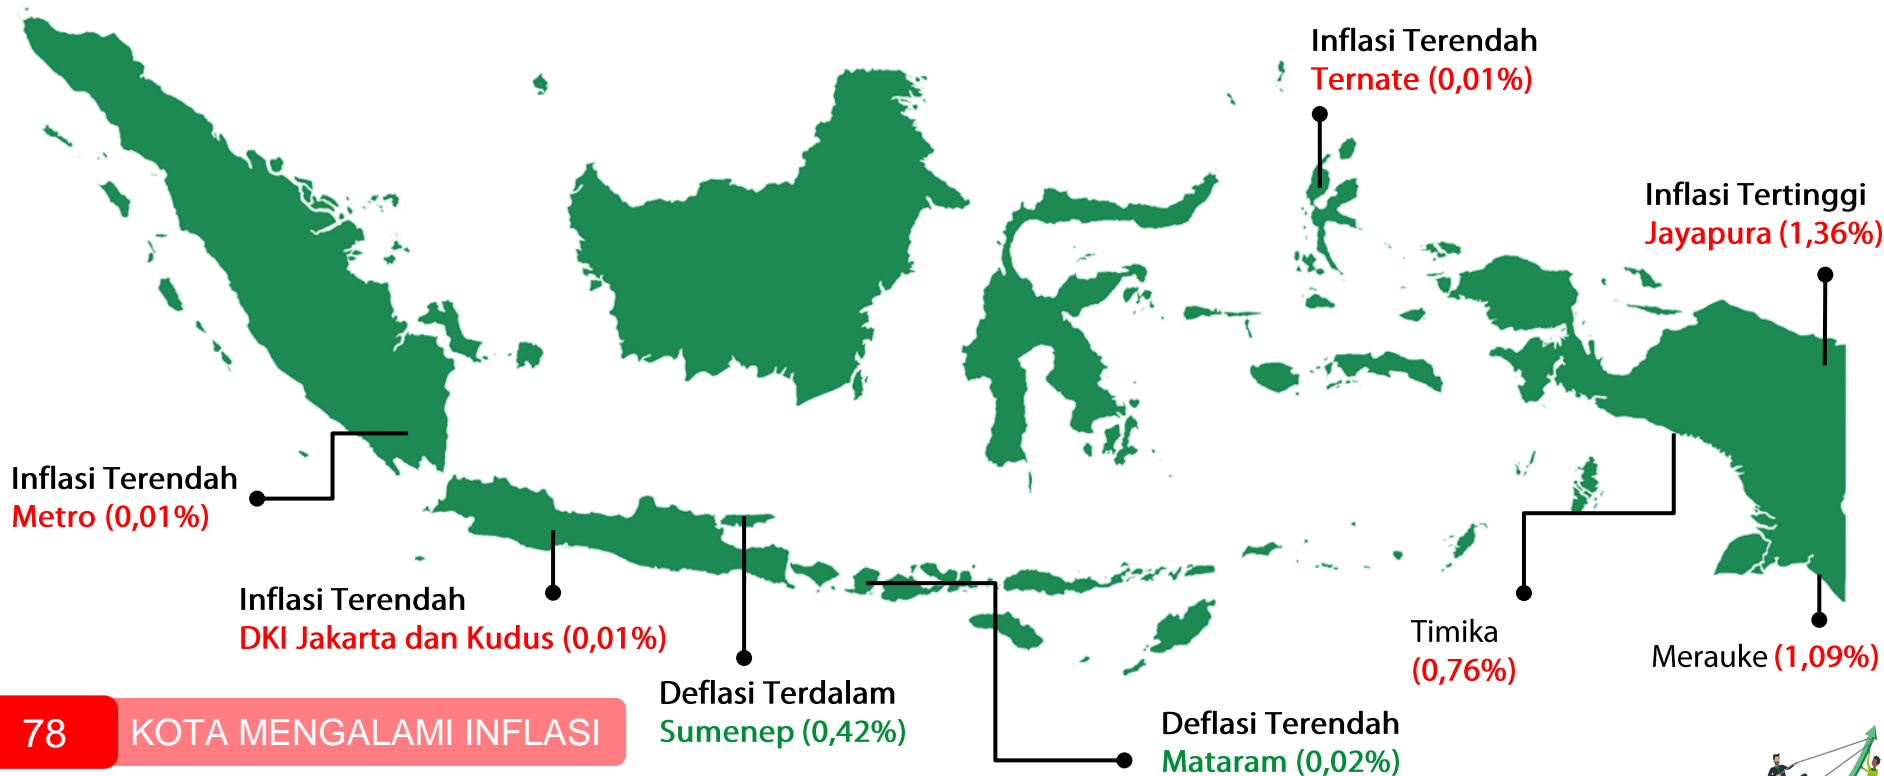 Inflasi Terendah
Ternate (0,01%)
Inflasi Tertinggi
Jayapura (1,36%)
Inflasi Terendah
Metro (0,01%)
Inflasi Terendah
DKI Jakarta dan Kudus (0,01%)
Timika
(0,76%)
Merauke (1,09%)
Deflasi Terdalam
Sumenep (0,42%)
Deflasi Terendah
Mataram (0,02%)
78 KOTA MENGALAMI INFLASI